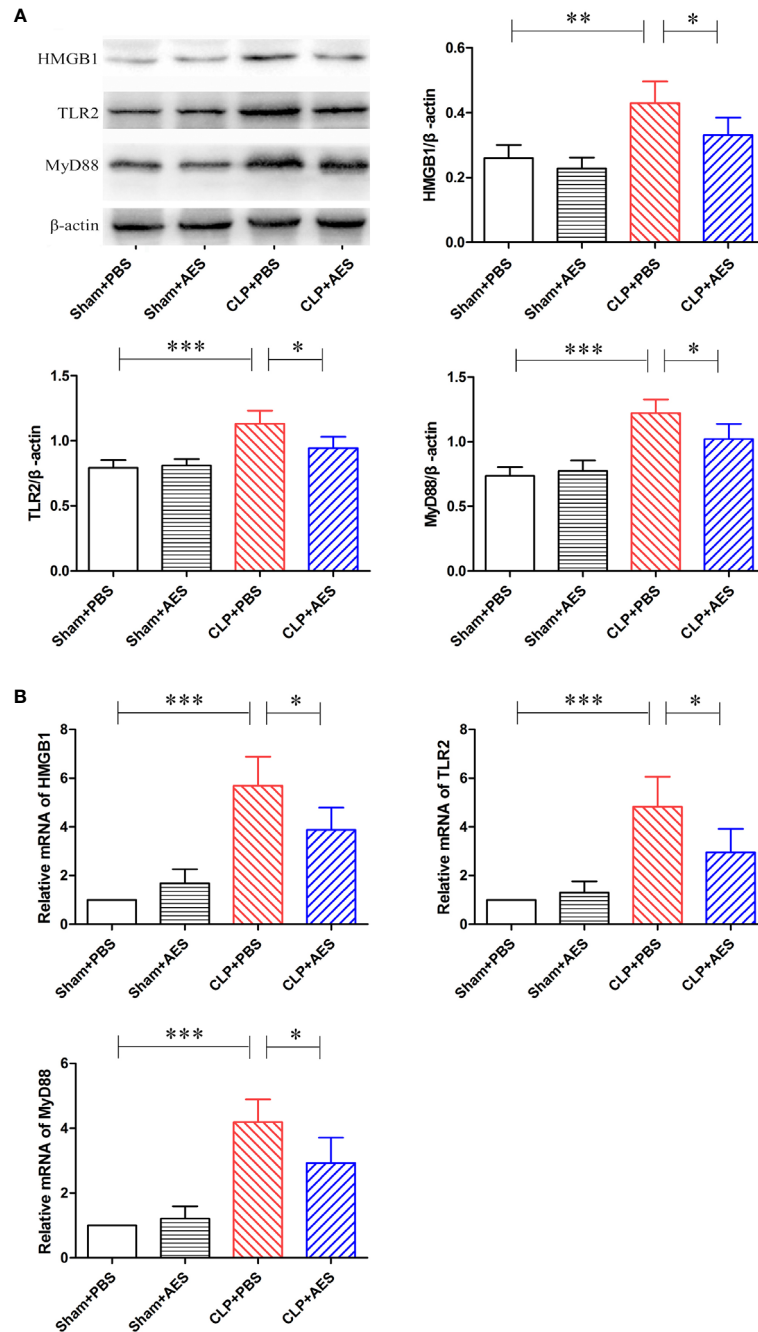 A
HMGB1
TLR2
MyD88
β-actin
Sham+PBS
Sham+AES
CLP+PBS
CLP+AES
** *
HMGB1/β -actin
0.6
0.4
0.2
0.0
Sham+PBS
Sham+AES
CLP+PBS
CLP+AES
*** *
TLR2/β -actin
1.5
1.0
0.5
0.0
Sham+PBS
Sham+AES
CLP+PBS
CLP+AES
*** *
MyD88/β -actin
1.5
1.0
0.5
0.0
Sham+PBS
Sham+AES
CLP+PBS
CLP+AES
B
*** *
Relative mRNA of HMGB1
8
6
4
2
0
Sham+PBS
Sham+AES
CLP+PBS
CLP+AES
*** *
Relative mRNA of TLR2
8
6
4
2
0
Sham+PBS
Sham+AES
CLP+PBS
CLP+AES
*** *
Relative mRNA of MyD88
6
4
2
0
Sham+PBS
Sham+AES
CLP+PBS
CLP+AES